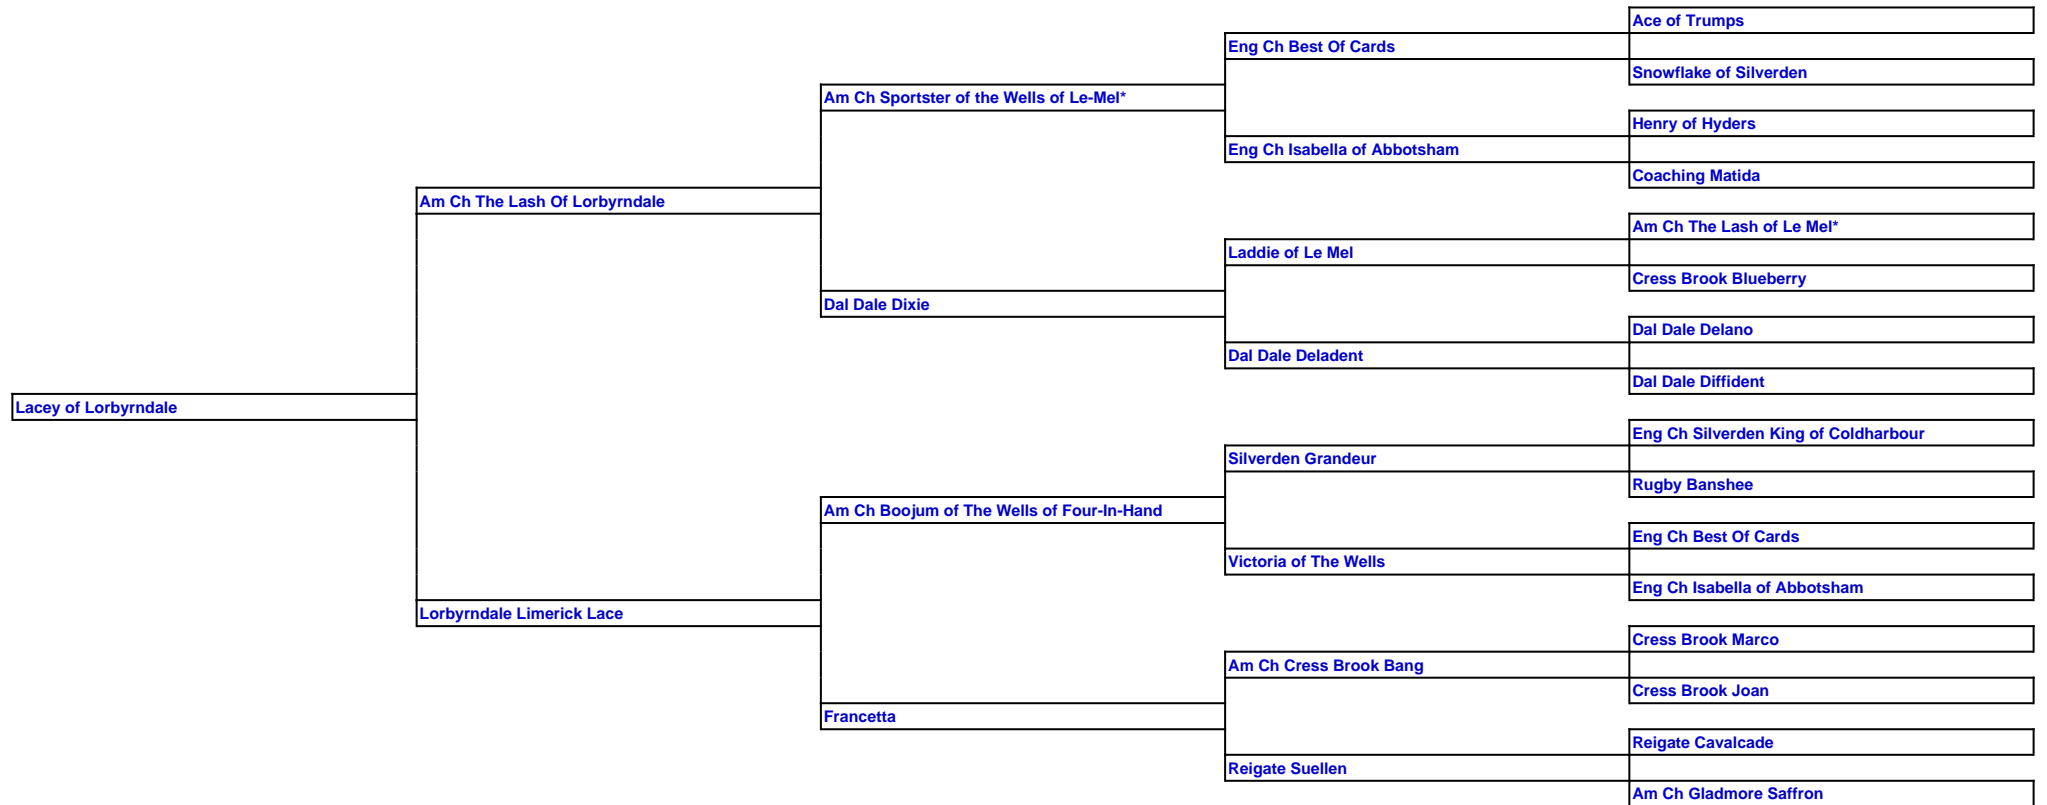 Ace of Trumps
Eng Ch Best Of Cards
Snowflake of Silverden
Am Ch Sportster of the Wells of Le-Mel*
Henry of Hyders
Eng Ch Isabella of Abbotsham
Coaching Matida
Am Ch The Lash Of Lorbyrndale
Am Ch The Lash of Le Mel*
Laddie of Le Mel
Cress Brook Blueberry
Dal Dale Dixie
Dal Dale Delano
Dal Dale Deladent
Dal Dale Diffident
Lacey of Lorbyrndale
Eng Ch Silverden King of Coldharbour
Silverden Grandeur
Rugby Banshee
Am Ch Boojum of The Wells of Four-In-Hand
Eng Ch Best Of Cards
Victoria of The Wells
Eng Ch Isabella of Abbotsham
Lorbyrndale Limerick Lace
Cress Brook Marco
Am Ch Cress Brook Bang
Cress Brook Joan
Francetta
Reigate Cavalcade
Reigate Suellen
Am Ch Gladmore Saffron